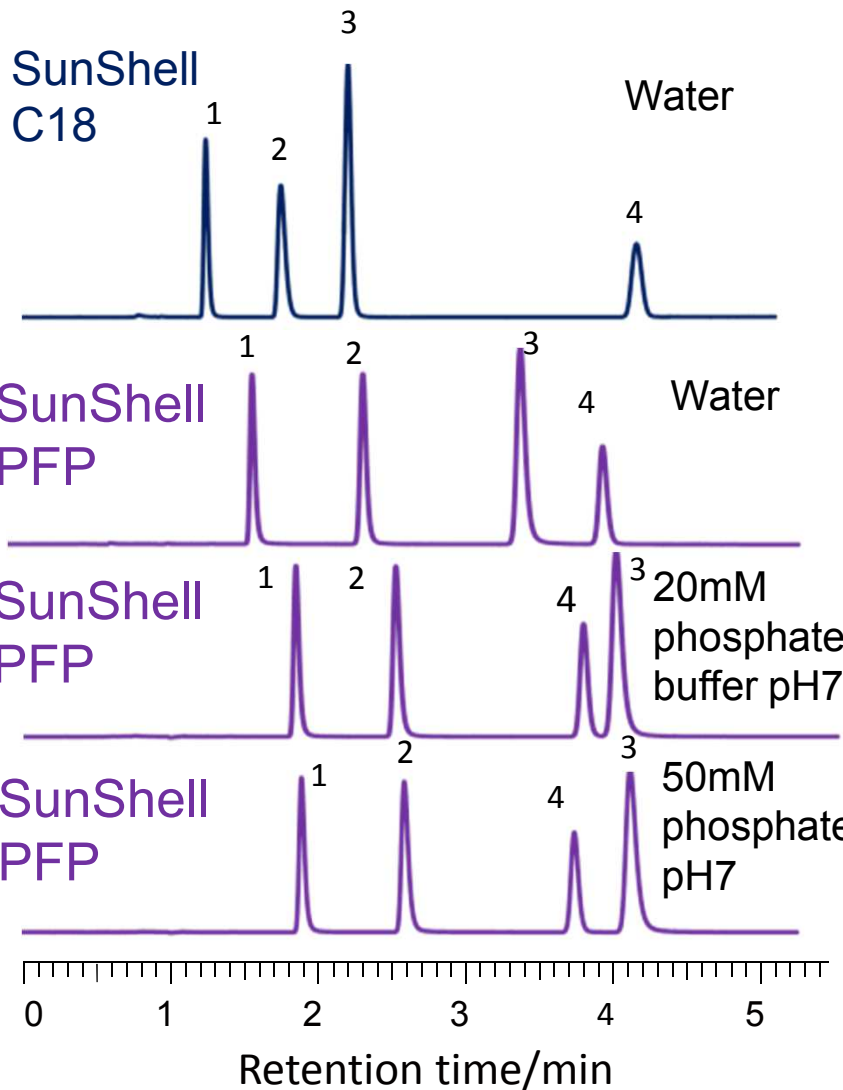 3
SunShell
C18
1
2
Water
4
1
2
3
4
SunShell
PFP
Water
1
2
4
3
SunShell
PFP
20mM
phosphate
buffer pH7
1
2
4
3
SunShell
PFP
50mM
phosphate
pH7
0 1 2 3 4 5
Retention time/min